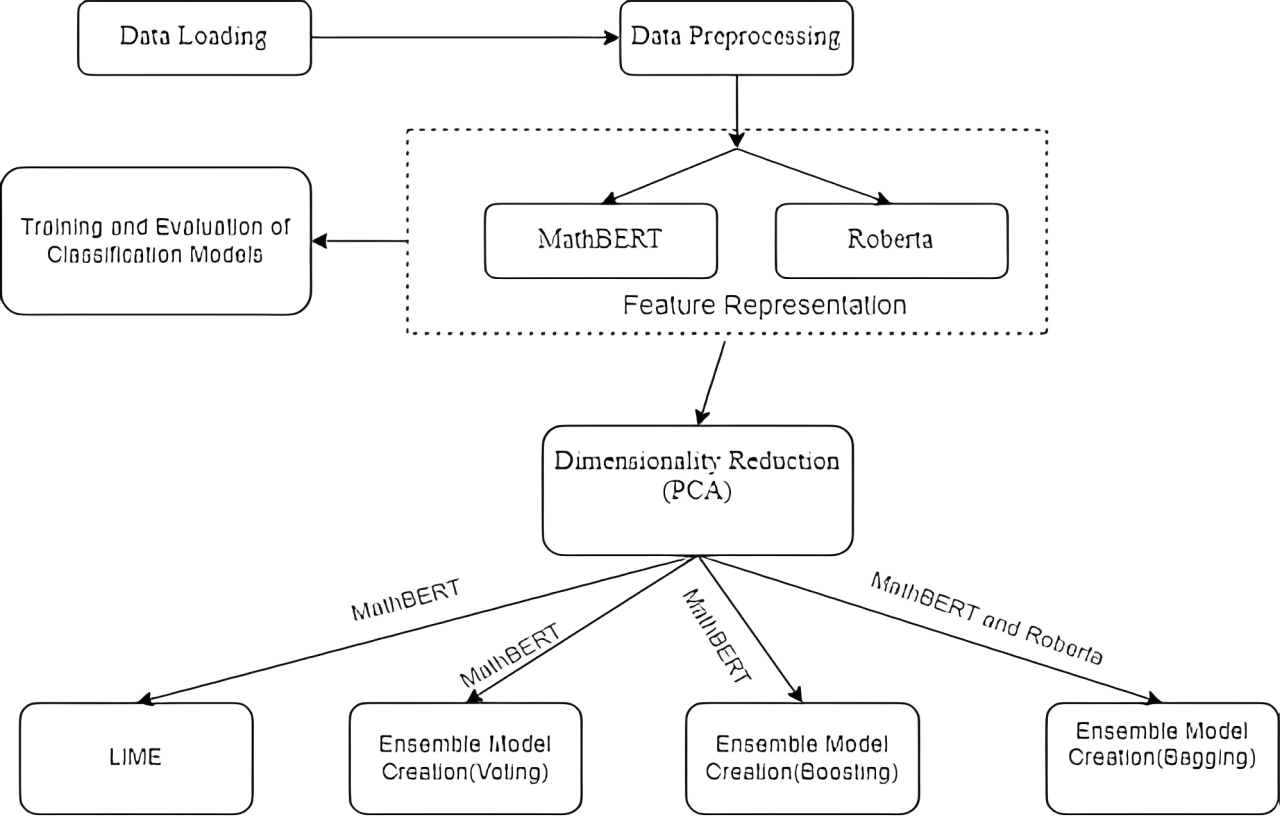 Data Loading
Data Preprocessing
Training and Evaluation of
Classification Models
MathBERT
Roberta
Feature Representation
Dimensionality Reduction
(PCA)
MathBERT
MathBERT
MathBERT
MathBERT and Roberta
LIME
Ensemble Model
Creation(Voting)
Ensemble Model
Creation(Boosting)
Ensemble Model
Creation(Bagging)